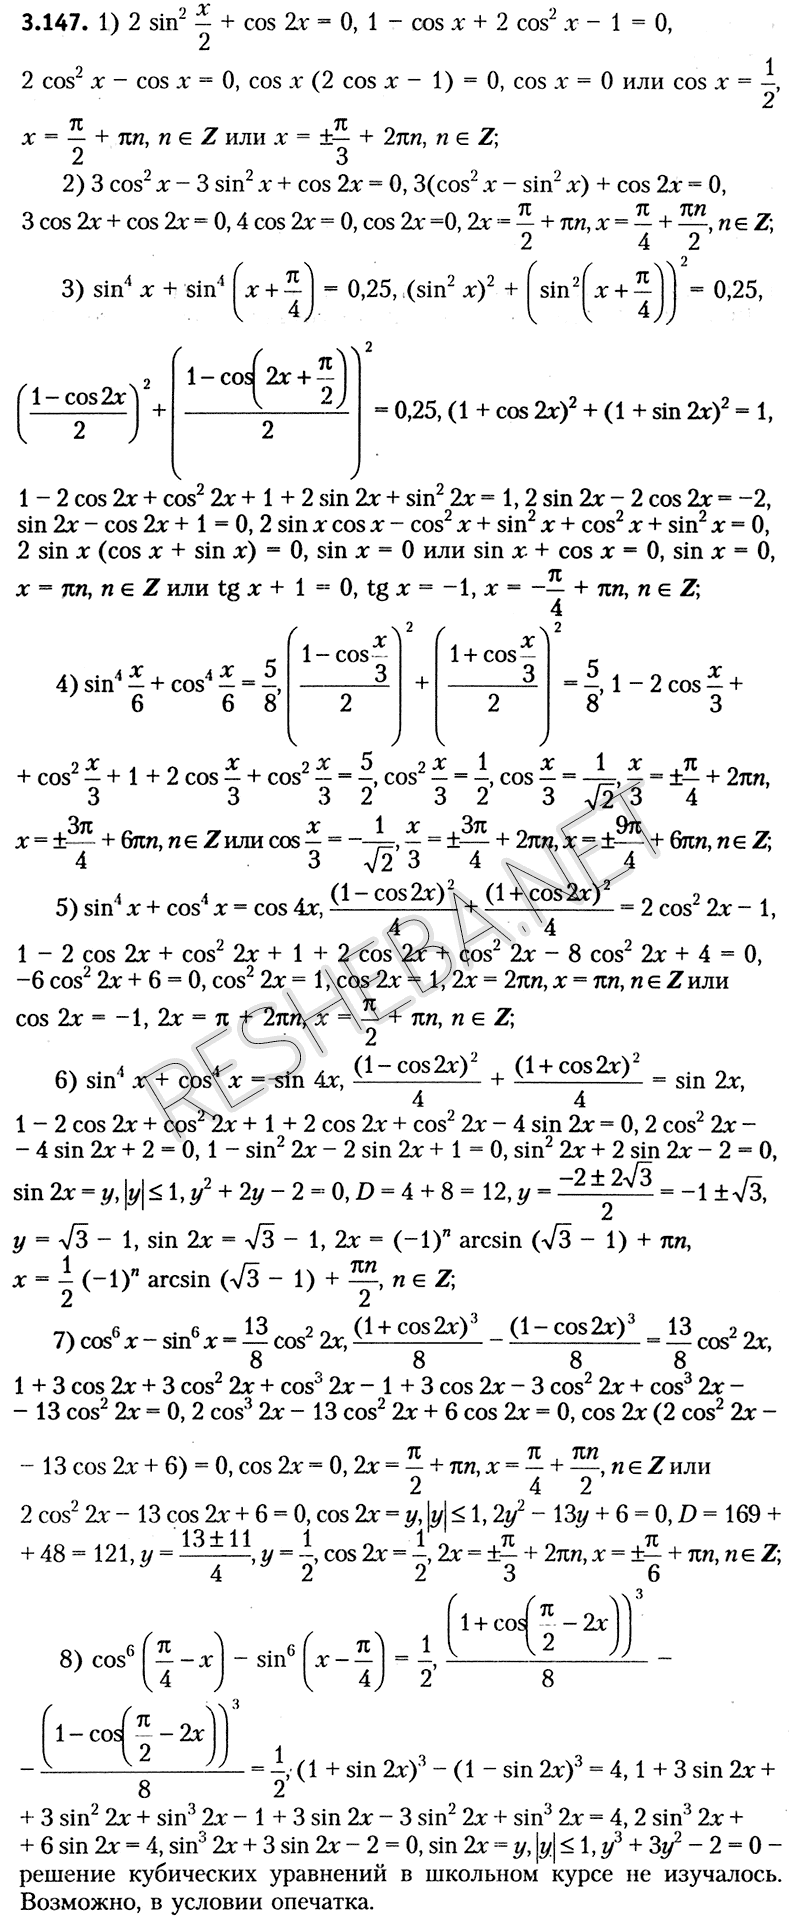 3.147. 1) 2 sin² x/2 + cos 2x = 0, 1 − cos x + 2 cos² x − 1 = 0,
2 cos² x − cos x = 0, cos x (2 cos x − 1) = 0, cos x = 0 или cos x = 1/2,
x = π/2 + πn, n ∈ Z или x = ±π/3 + 2πn, n ∈ Z;
2) 3 cos² x − 3 sin² x + cos 2x = 0, 3(cos² x − sin² x) + cos 2x = 0,
3 cos 2x + cos 2x = 0, 4 cos 2x = 0, cos 2x =0, 2x = π/2 + πn, x = π/4 + πn/2, n ∈ Z;
3) sin⁴ x + sin⁴ (x + π/4) = 0,25, (sin² x)² + (sin² (x + π/4))² = 0,25,
((1 − cos 2x)/2)² + ((1 − cos(2x + π/2))/2)² = 0,25, (1 + cos 2x)² + (1 + sin 2x)² = 1,
1 − 2 cos 2x + cos² 2x + 1 + 2 sin 2x + sin² 2x = 1, 2 sin 2x − 2 cos 2x = −2,
sin 2x − cos 2x + 1 = 0, 2 sin x cos x − cos² x + sin² x + cos² x + sin² x = 0,
2 sin x (cos x + sin x) = 0, sin x = 0 или sin x + cos x = 0, sin x = 0,
x = πn, n ∈ Z или tg x + 1 = 0, tg x = −1, x = −π/4 + πn, n ∈ Z;
4) sin⁴ x/6 + cos⁴ x/6 = 5/8, ((1 − cos x/3)/2)² + ((1 + cos x/3)/2)² = 5/8, 1 − 2 cos x/3 +
+ cos² x/3 + 1 + 2 cos x/3 + cos² x/3 = 5/2, cos² x/3 = 1/2, cos x/3 = 1/√2, x/3 = ±π/4 + 2πn,
x = ±3π/4 + 6πn, n ∈ Z или cos x/3 = −1/√2, x/3 = ±3π/4 + 2πn, x = ±9π/4 + 6πn, n ∈ Z;
5) sin⁴ x + cos⁴ x = cos 4x, (1 − cos 2x)²/4 + (1 + cos 2x)²/4 = 2 cos² 2x − 1,
1 − 2 cos 2x + cos² 2x + 1 + 2 cos 2x + cos² 2x − 8 cos² 2x + 4 = 0,
−6 cos² 2x + 6 = 0, cos² 2x = 1, cos 2x = 1, 2x = 2πn, x = πn, n ∈ Z или
cos 2x = −1, 2x = π + 2πn, x = π/2 + πn, n ∈ Z;
6) sin⁴ x + cos⁴ x = sin 4x, (1 − cos 2x)²/4 + (1 + cos 2x)²/4 = sin 2x,
1 − 2 cos 2x + cos² 2x + 1 + 2 cos 2x + cos² 2x − 4 sin 2x = 0, 2 cos² 2x −
− 4 sin 2x + 2 = 0, 1 − sin² 2x − 2 sin 2x + 1 = 0, sin² 2x + 2 sin 2x − 2 = 0,
sin 2x = y, |y| ≤ 1, y² + 2y − 2 = 0, D = 4 + 8 = 12, y = (−2 ± 2√3)/2 = −1 ± √3,
y = √3 − 1, sin 2x = √3 − 1, 2x = (−1)ⁿ arcsin (√3 − 1) + πn,
x = 1/2 (−1)ⁿ arcsin (√3 − 1) + πn/2, n ∈ Z;
7) cos⁶ x − sin⁶ x = 13/8 cos² 2x, (1 + cos 2x)³/8 − (1 − cos 2x)³/8 = 13/8 cos² 2x,
1 + 3 cos 2x + 3 cos² 2x + cos³ 2x − 1 + 3 cos 2x − 3 cos² 2x + cos³ 2x −
− 13 cos² 2x = 0, 2 cos³ 2x − 13 cos² 2x + 6 cos 2x = 0, cos 2x (2 cos² 2x −
− 13 cos 2x + 6) = 0, cos 2x = 0, 2x = π/2 + πn, x = π/4 + πn/2, n ∈ Z или
2 cos² 2x − 13 cos 2x + 6 = 0, cos 2x = y, |y| ≤ 1, 2y² − 13y + 6 = 0, D = 169 +
+ 48 = 121, y = (13 ± 11)/4, y = 1/2, cos 2x = 1/2, 2x = ±π/3 + 2πn, x = ±π/6 + πn, n ∈ Z;
8) cos⁶ (π/4 − x) − sin⁶ (x − π/4) = 1/2, (1 + cos(π/2 − 2x))³/8 −
− (1 − cos(π/2 − 2x))³/8 = 1/2, (1 + sin 2x)³ − (1 − sin 2x)³ = 4, 1 + 3 sin 2x +
+ 3 sin² 2x + sin³ 2x − 1 + 3 sin 2x − 3 sin² 2x + sin³ 2x = 4, 2 sin³ 2x +
+ 6 sin 2x = 4, sin³ 2x + 3 sin 2x − 2 = 0, sin 2x = y, |y| ≤ 1, y³ + 3y² − 2 = 0 −
решение кубических уравнений в школьном курсе не изучалось.
Возможно, в условии опечатка.
RESHEBA.NET